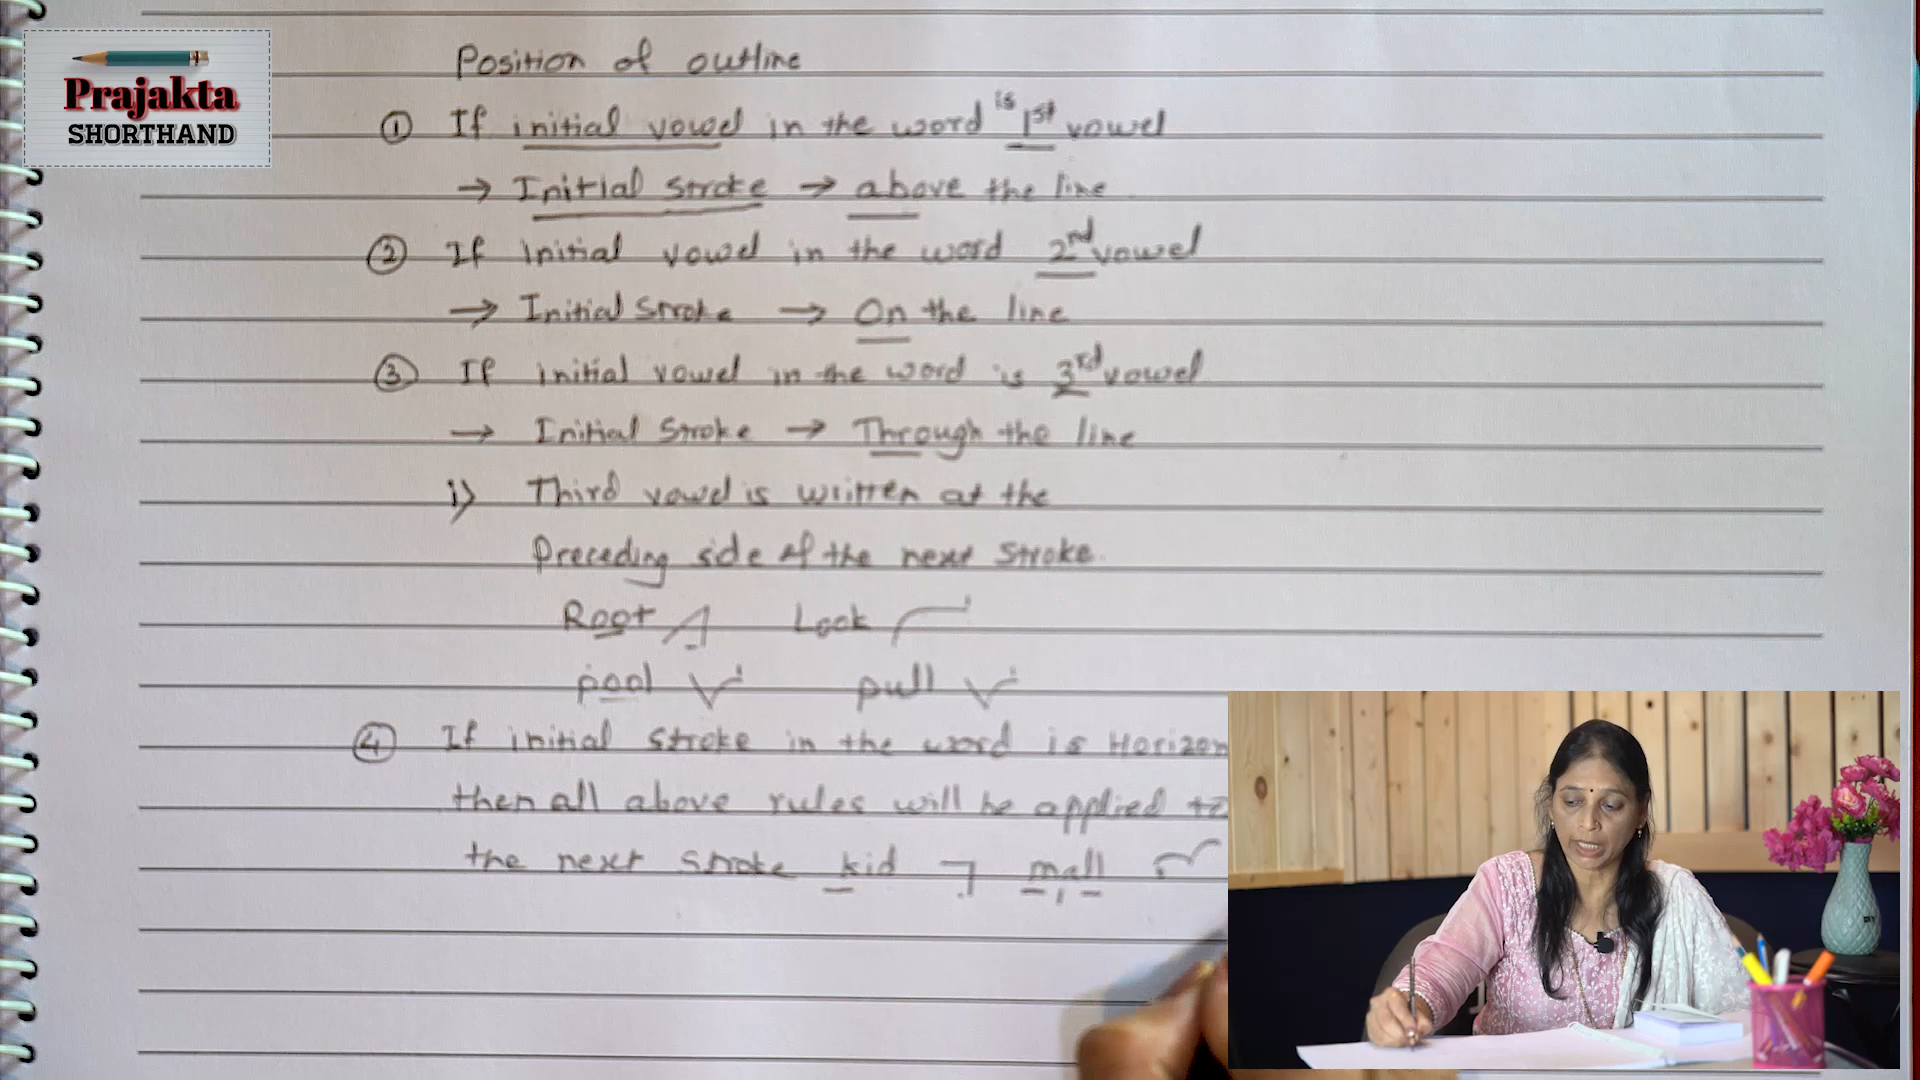 Prajakta
SHORTHAND
Position of outline
① If initial vowel in the word is 1st vowel
→ Initial Stroke → above the line
② If initial vowel in the word 2nd vowel
→ Initial Stroke → On the line
③ If initial vowel in the word is 3rd vowel
→ Initial Stroke → Through the line
i) Third vowel is written at the
Preceding side of the next Stroke.
Root Look
pool pull
④ If initial stroke in the word is Horizon
then all above rules will be applied to
the next stroke kid mall